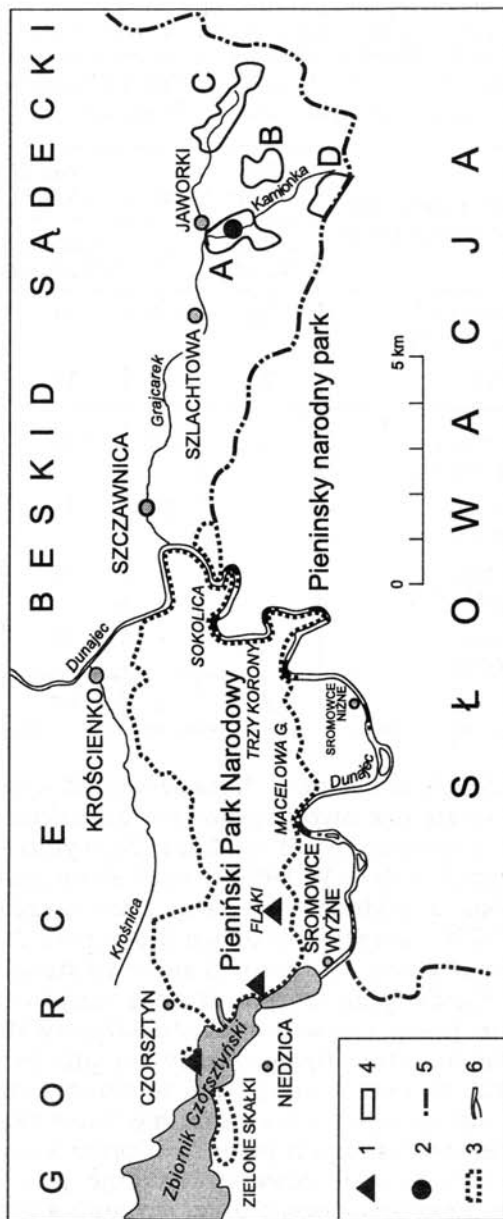 GORCE
BESKID SĄDECKI
Dunajec
KROŚCIENKO
Krośnica
SZCZAWNICA
Grajcarek
SZLACHTOWA
JAWORKI
C
B
A
Kamionka
D
CZORSZTYN
Zbiornik Czorsztyński
ZIELONE SKAŁKI
NIEDZICA
Pieniński Park Narodowy
FLAKI
SROMOWCE
WYŻNE
MACELOWA G.
TRZY KORONY
SOKOLICA
Dunajec
SROMOWCE
NIŻNE
Pieninsky narodny park
0 5 km
SŁOWACJA
1 4
2 5
3 6